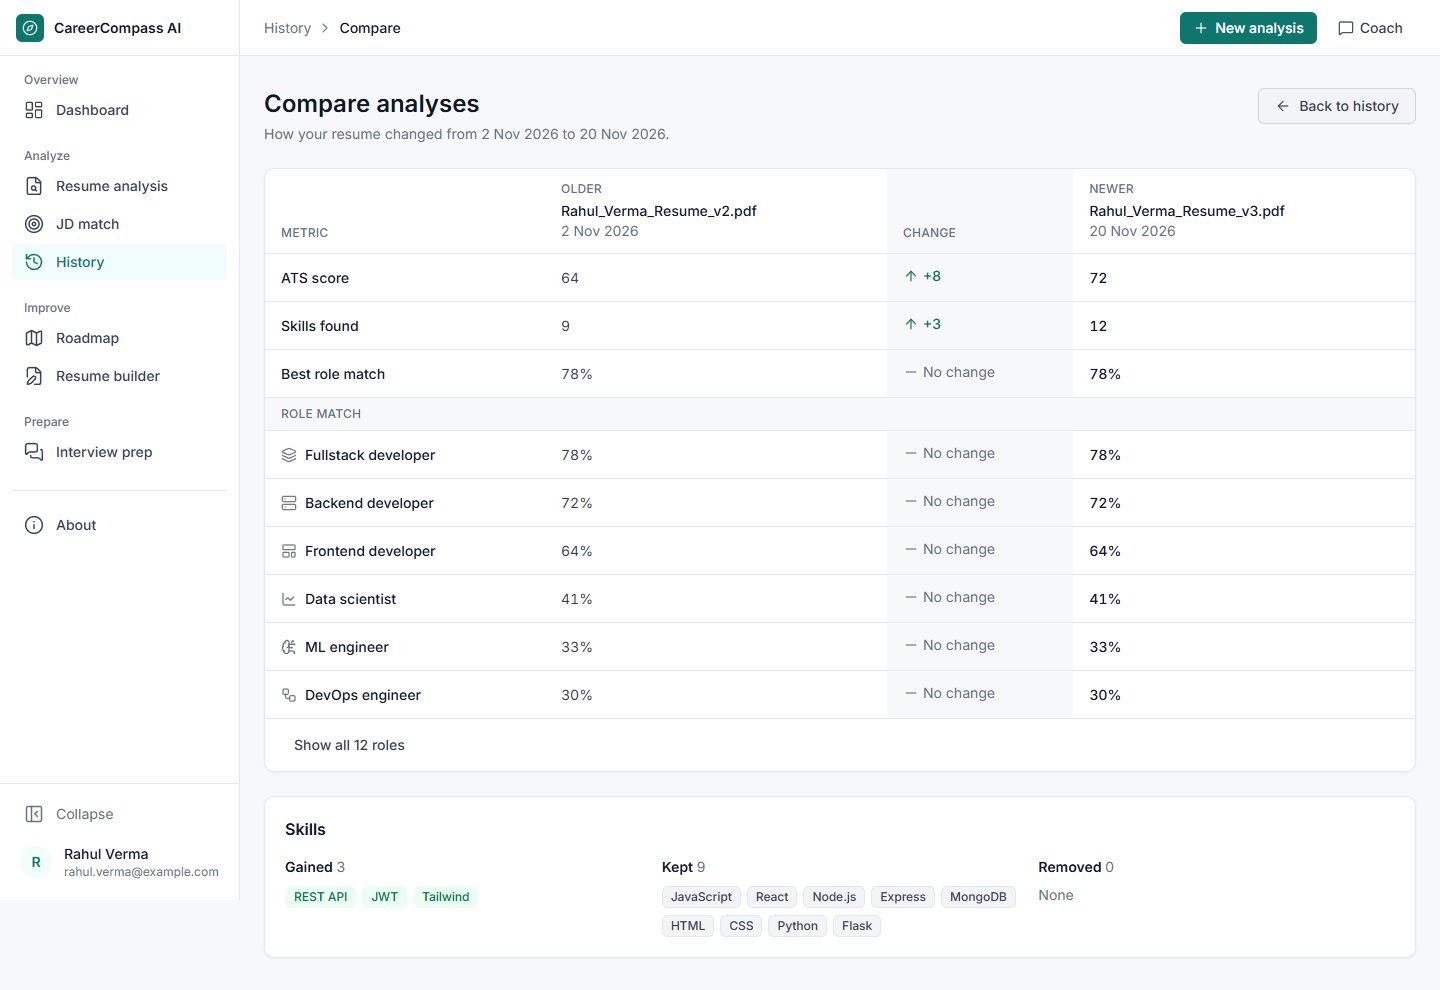 CareerCompass AI
History > Compare
+ New analysis
Coach
Overview
Dashboard
Analyze
Resume analysis
JD match
History
Improve
Roadmap
Resume builder
Prepare
Interview prep
About
Collapse
R
Rahul Verma
rahul.verma@example.com
Compare analyses
How your resume changed from 2 Nov 2026 to 20 Nov 2026.
← Back to history
METRIC
OLDER
Rahul_Verma_Resume_v2.pdf
2 Nov 2026
CHANGE
NEWER
Rahul_Verma_Resume_v3.pdf
20 Nov 2026
ATS score 64 ↑ +8 72
Skills found 9 ↑ +3 12
Best role match 78% — No change 78%
ROLE MATCH
Fullstack developer 78% — No change 78%
Backend developer 72% — No change 72%
Frontend developer 64% — No change 64%
Data scientist 41% — No change 41%
ML engineer 33% — No change 33%
DevOps engineer 30% — No change 30%
Show all 12 roles
Skills
Gained 3
REST API JWT Tailwind
Kept 9
JavaScript React Node.js Express MongoDB
HTML CSS Python Flask
Removed 0
None